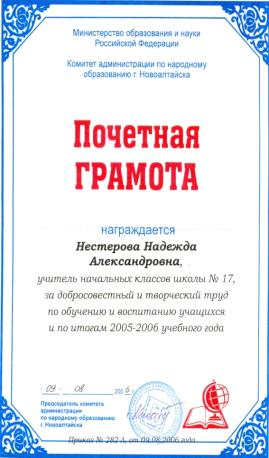 Министерство образования и науки
Российской Федерации
Комитет администрации по народному
образованию г. Новоалтайска
Почетная
ГРАМОТА
награждается
Нестерова Надежда
Александровна,
учитель начальных классов школы № 17,
за добросовестный и творческий труд
по обучению и воспитанию учащихся
и по итогам 2005-2006 учебного года
09 08 2006 г.
Председатель комитета
администрации
по народному образованию
г. Новоалтайска
Приказ № 282 Л. от 09.08.2006 года